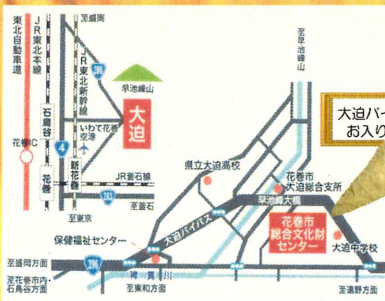 至盛岡
東北自動車道
JR東北本線
石鳥谷
花巻
花巻IC
4
JR東北新幹線
396
いわて花巻空港
新花巻
早池峰山
大迫
JR釜石線
283
至釜石
至東京
至早池峰山
大迫バイ
お入り
県立大迫高校
花巻市
大迫総合支所
早池峰大橋
大迫バイパス
花巻市
総合文化財
センター
大迫中学校
保健福祉センター
至盛岡方面
396
稗貫川
至花巻市内・
石鳥谷方面
至東和方面
至遠野方面